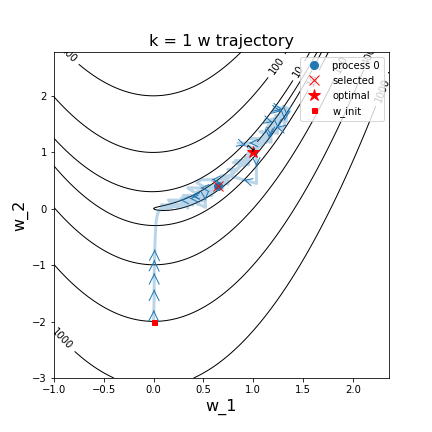 k = 1 w trajectory
100
1000
process 0
selected
optimal
w_init
w_2
2
1
0
−1
−2
−3
1000
−1.0
−0.5
0.0
0.5
1.0
1.5
2.0
w_1